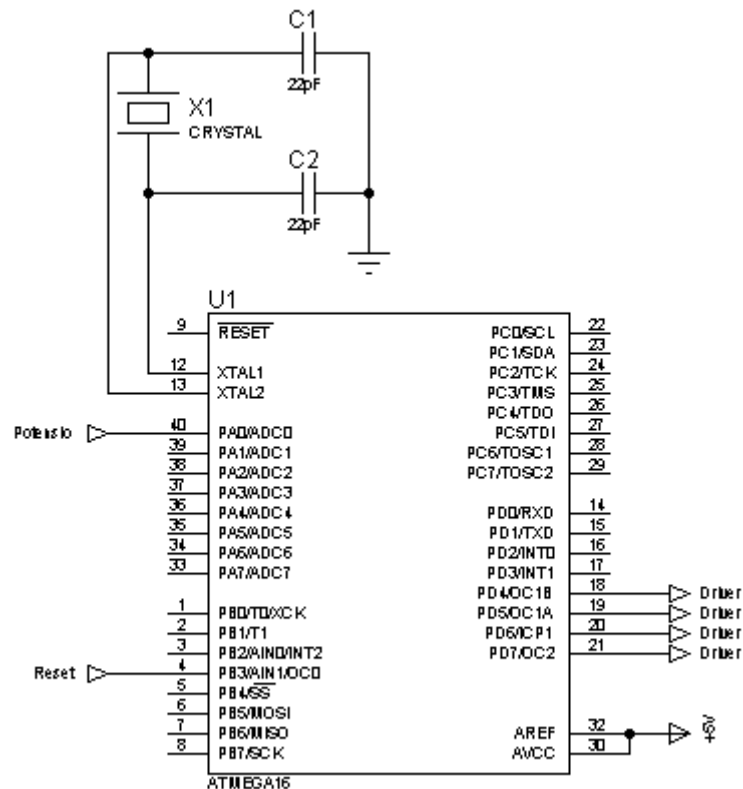 C1
22pF
X1
CRYSTAL
C2
22pF
U1
9 RESET
12 XTAL1
13 XTAL2
Potensio 40 PA0/ADC0
39 PA1/ADC1
38 PA2/ADC2
37 PA3/ADC3
36 PA4/ADC4
35 PA5/ADC5
34 PA6/ADC6
33 PA7/ADC7
1 PB0/T0/XCK
2 PB1/T1
3 PB2/AIN0/INT2
Reset 4 PB3/AIN1/OC0
5 PB4/SS
6 PB5/MOSI
7 PB6/MISO
8 PB7/SCK
PC0/SCL 22
PC1/SDA 23
PC2/TCK 24
PC3/TMS 25
PC4/TDO 26
PC5/TDI 27
PC6/TOSC1 28
PC7/TOSC2 29
PD0/RXD 14
PD1/TXD 15
PD2/INT0 16
PD3/INT1 17
PD4/OC1B 18 Driver
PD5/OC1A 19 Driver
PD6/ICP1 20 Driver
PD7/OC2 21 Driver
AREF 32 +5V
AVCC 30
ATMEGA16